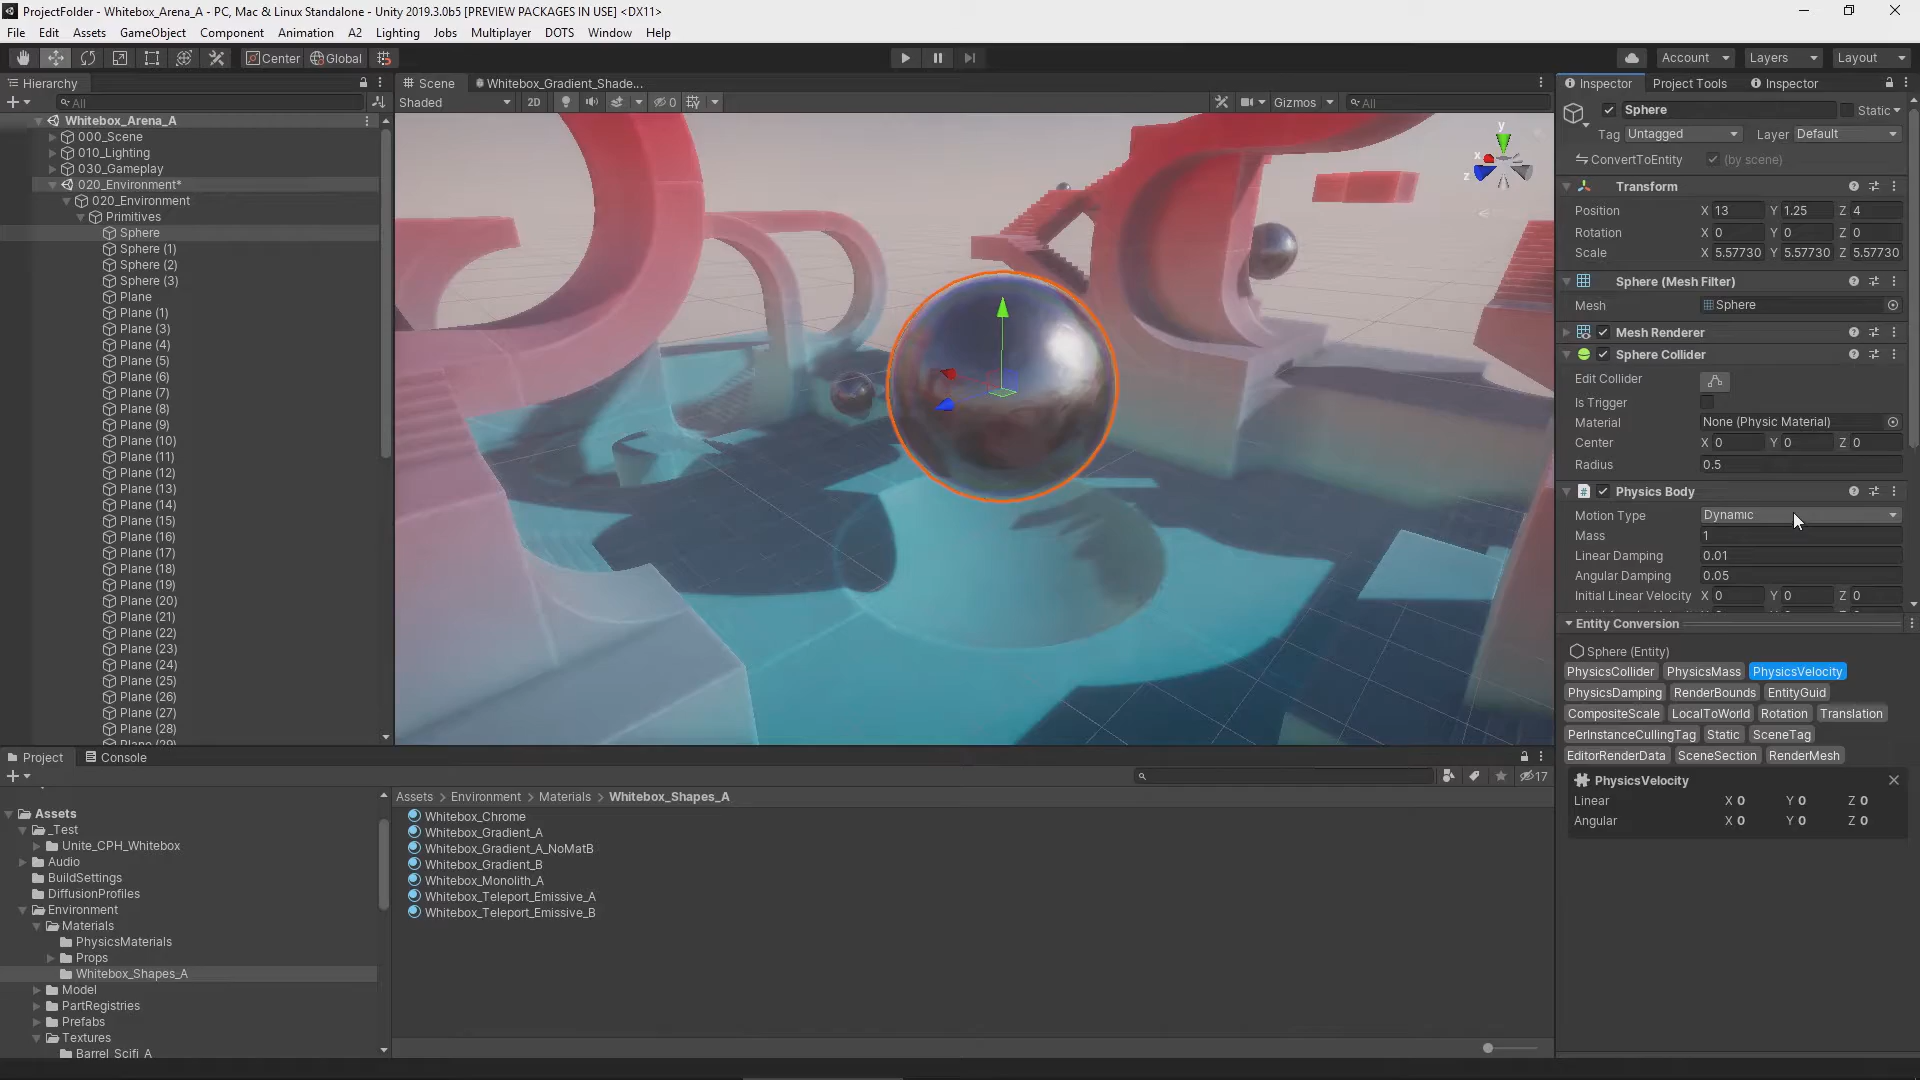 ProjectFolder - Whitebox_Arena_A - PC, Mac & Linux Standalone - Unity 2019.3.0b5 [PREVIEW PACKAGES IN USE] <DX11>
File Edit Assets GameObject Component Animation A2 Lighting Jobs Multiplayer DOTS Window Help
Center Global Account Layers Layout
Hierarchy
All
Whitebox_Arena_A
000_Scene
010_Lighting
030_Gameplay
020_Environment*
020_Environment
Primitives
Sphere
Sphere (1)
Sphere (2)
Sphere (3)
Plane
Plane (1)
Plane (3)
Plane (4)
Plane (5)
Plane (6)
Plane (7)
Plane (8)
Plane (9)
Plane (10)
Plane (11)
Plane (12)
Plane (13)
Plane (14)
Plane (15)
Plane (16)
Plane (17)
Plane (18)
Plane (19)
Plane (20)
Plane (21)
Plane (22)
Plane (23)
Plane (24)
Plane (25)
Plane (26)
Plane (27)
Plane (28)
Plane (29)
Scene Whitebox_Gradient_Shade...
Shaded 2D 0 Gizmos All
y
x
z
Inspector Project Tools Inspector
Sphere Static
Tag Untagged Layer Default
ConvertToEntity (by scene)
Transform
Position X 13 Y 1.25 Z 4
Rotation X 0 Y 0 Z 0
Scale X 5.57730 Y 5.57730 Z 5.57730
Sphere (Mesh Filter)
Mesh Sphere
Mesh Renderer
Sphere Collider
Edit Collider
Is Trigger
Material None (Physic Material)
Center X 0 Y 0 Z 0
Radius 0.5
Physics Body
Motion Type Dynamic
Mass 1
Linear Damping 0.01
Angular Damping 0.05
Initial Linear Velocity X 0 Y 0 Z 0
Entity Conversion
Sphere (Entity)
PhysicsCollider PhysicsMass PhysicsVelocity
PhysicsDamping RenderBounds EntityGuid
CompositeScale LocalToWorld Rotation Translation
PerInstanceCullingTag Static SceneTag
EditorRenderData SceneSection RenderMesh
PhysicsVelocity
Linear X 0 Y 0 Z 0
Angular X 0 Y 0 Z 0
Project Console
17
Assets
_Test
Unite_CPH_Whitebox
Audio
BuildSettings
DiffusionProfiles
Environment
Materials
PhysicsMaterials
Props
Whitebox_Shapes_A
Model
PartRegistries
Prefabs
Textures
Barrel_Scifi_A
Assets > Environment > Materials > Whitebox_Shapes_A
Whitebox_Chrome
Whitebox_Gradient_A
Whitebox_Gradient_A_NoMatB
Whitebox_Gradient_B
Whitebox_Monolith_A
Whitebox_Teleport_Emissive_A
Whitebox_Teleport_Emissive_B